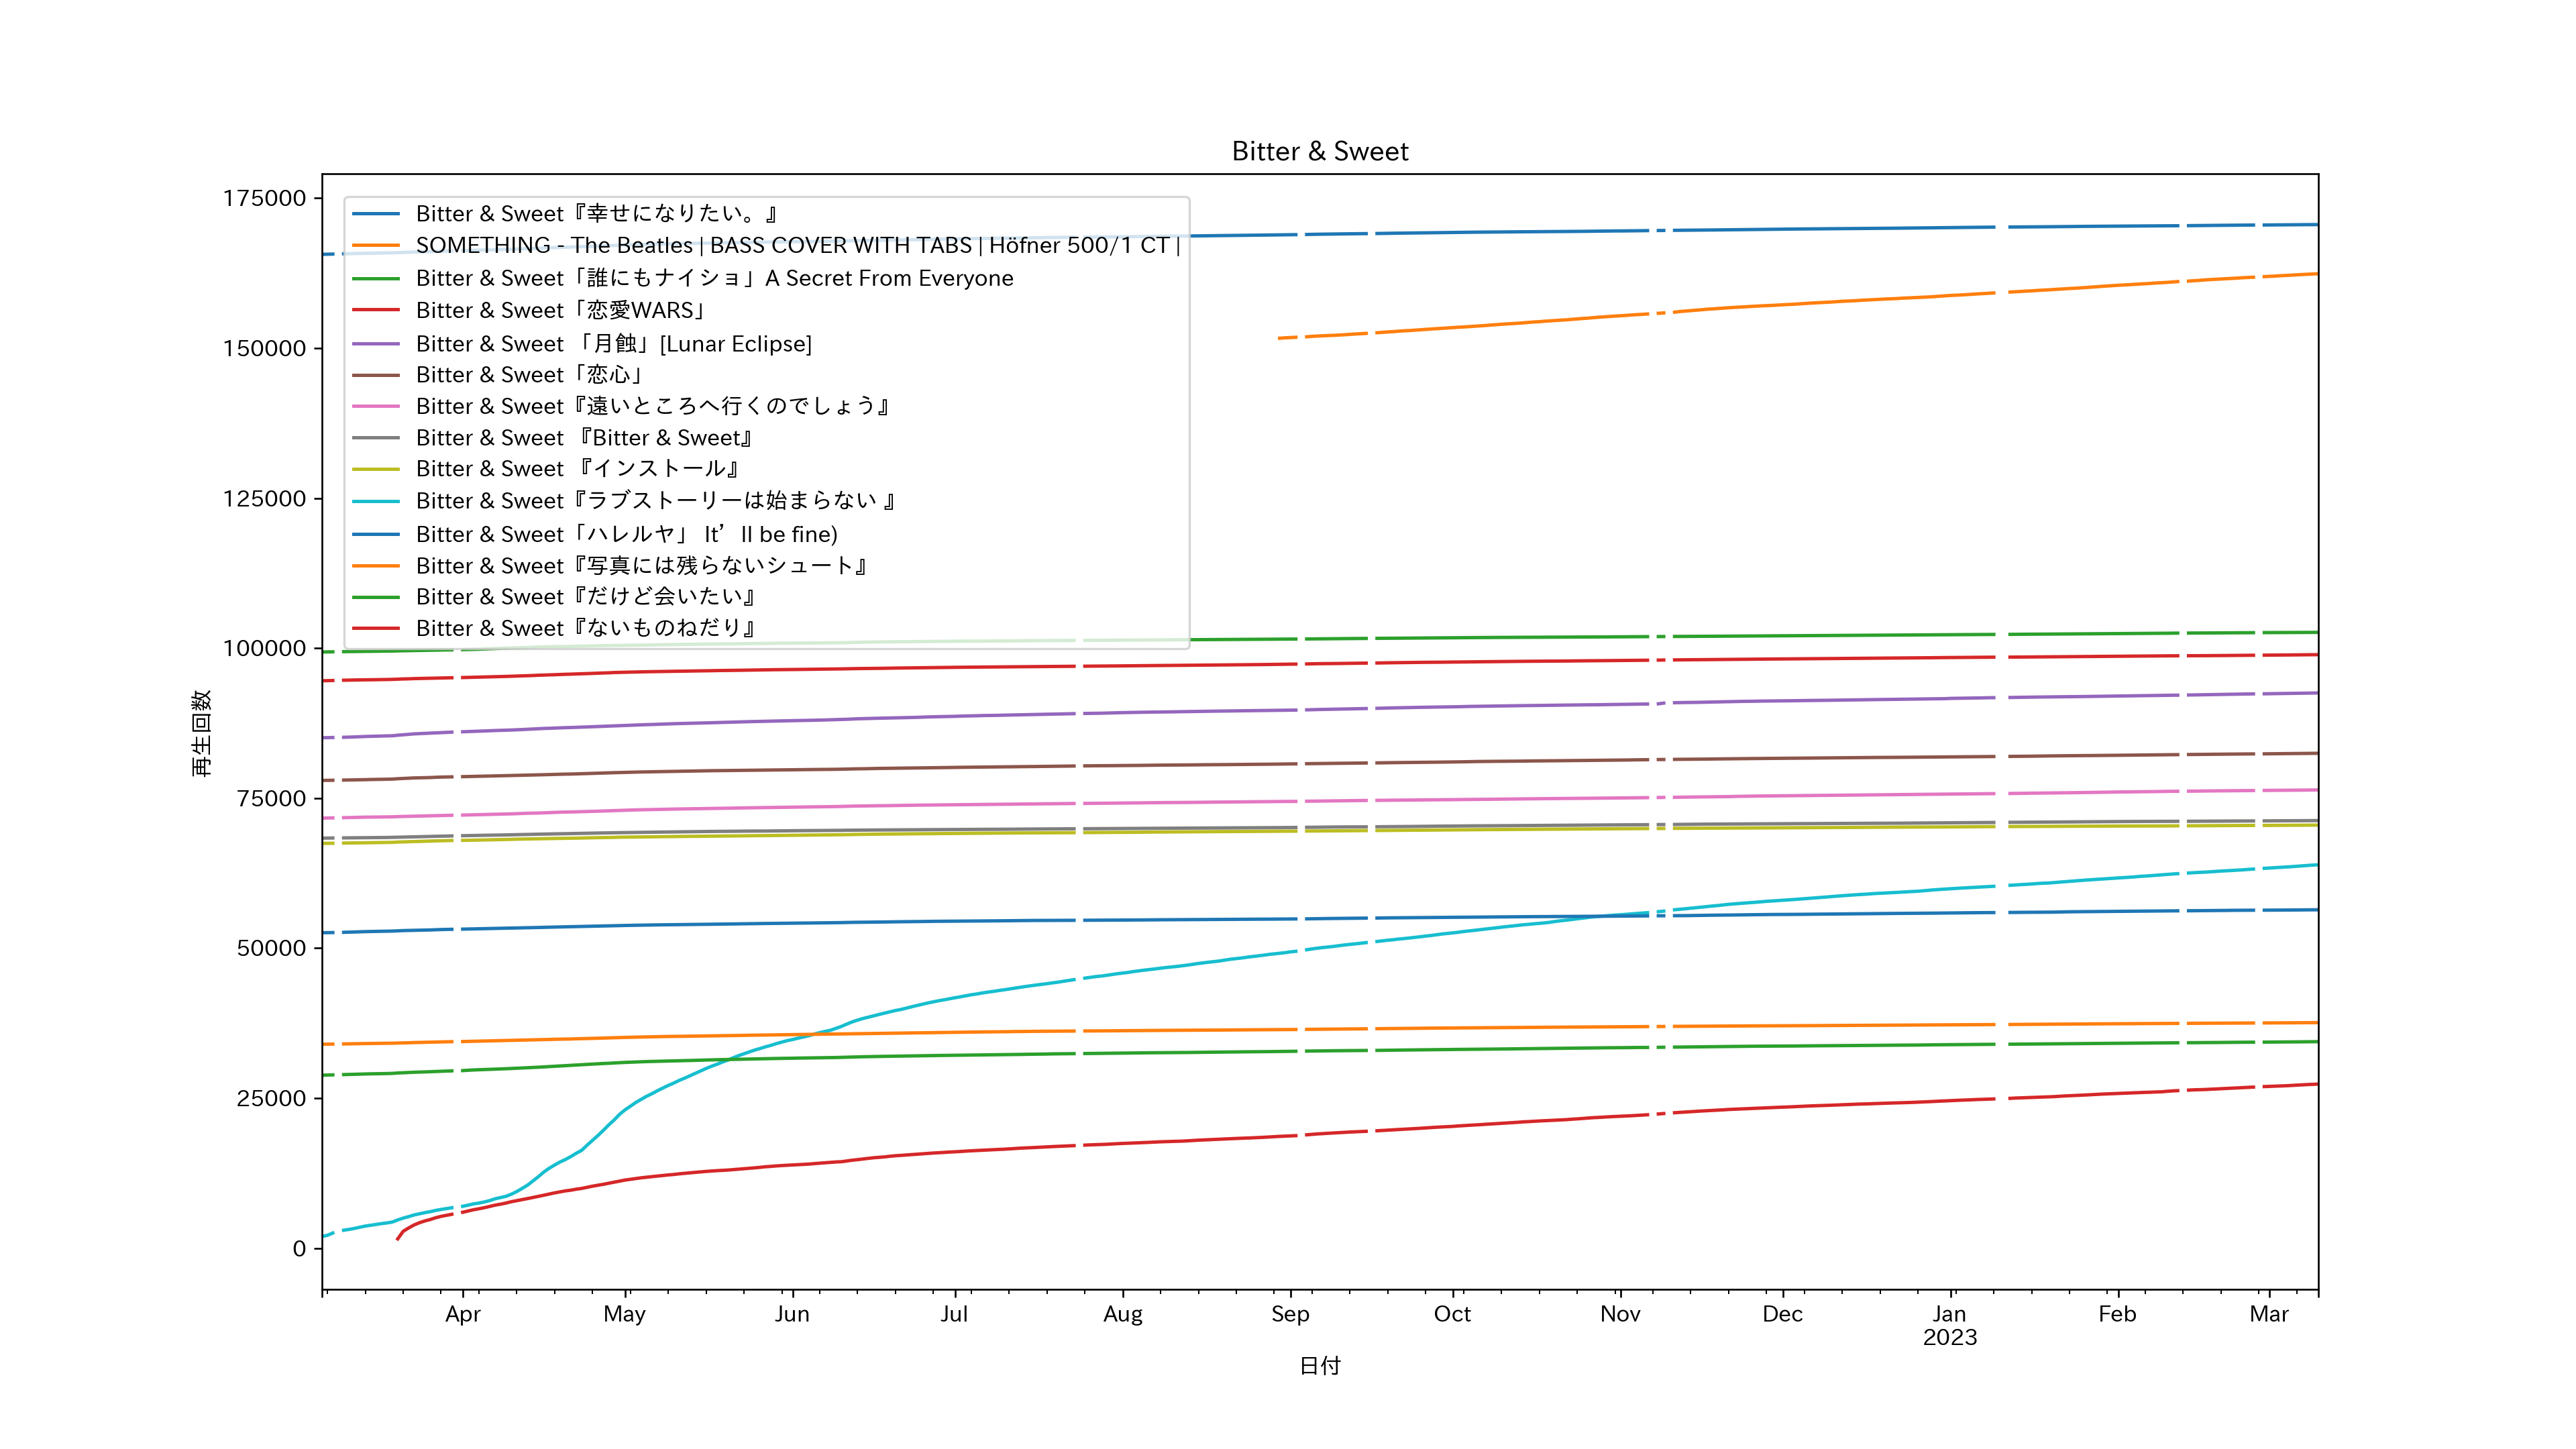 Bitter & Sweet
175000
150000
125000
100000
75000
50000
25000
0
再生回数
Bitter & Sweet『幸せになりたい。』
SOMETHING - The Beatles | BASS COVER WITH TABS | Höfner 500/1 CT |
Bitter & Sweet「誰にもナイショ」A Secret From Everyone
Bitter & Sweet「恋愛WARS」
Bitter & Sweet 「月蝕」[Lunar Eclipse]
Bitter & Sweet「恋心」
Bitter & Sweet『遠いところへ行くのでしょう』
Bitter & Sweet 『Bitter & Sweet』
Bitter & Sweet 『インストール』
Bitter & Sweet『ラブストーリーは始まらない 』
Bitter & Sweet「ハレルヤ」 It’ll be fine)
Bitter & Sweet『写真には残らないシュート』
Bitter & Sweet『だけど会いたい』
Bitter & Sweet『ないものねだり』
Apr May Jun Jul Aug Sep Oct Nov Dec Jan Feb Mar
2023
日付